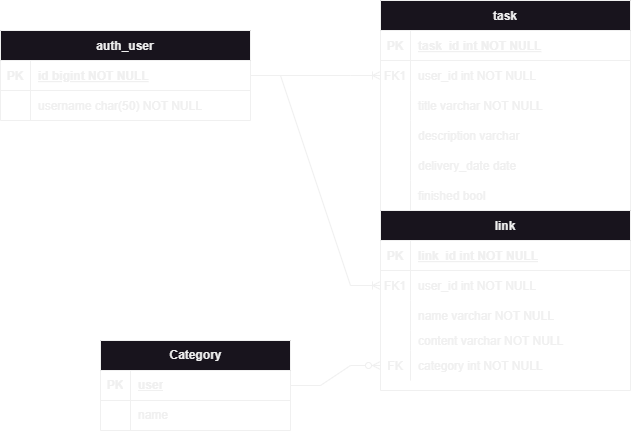 auth_user
PK id bigint NOT NULL
username char(50) NOT NULL
task
PK task_id int NOT NULL
FK1 user_id int NOT NULL
title varchar NOT NULL
description varchar
delivery_date date
finished bool
link
PK link_id int NOT NULL
FK1 user_id int NOT NULL
name varchar NOT NULL
content varchar NOT NULL
FK category int NOT NULL
Category
PK user
name